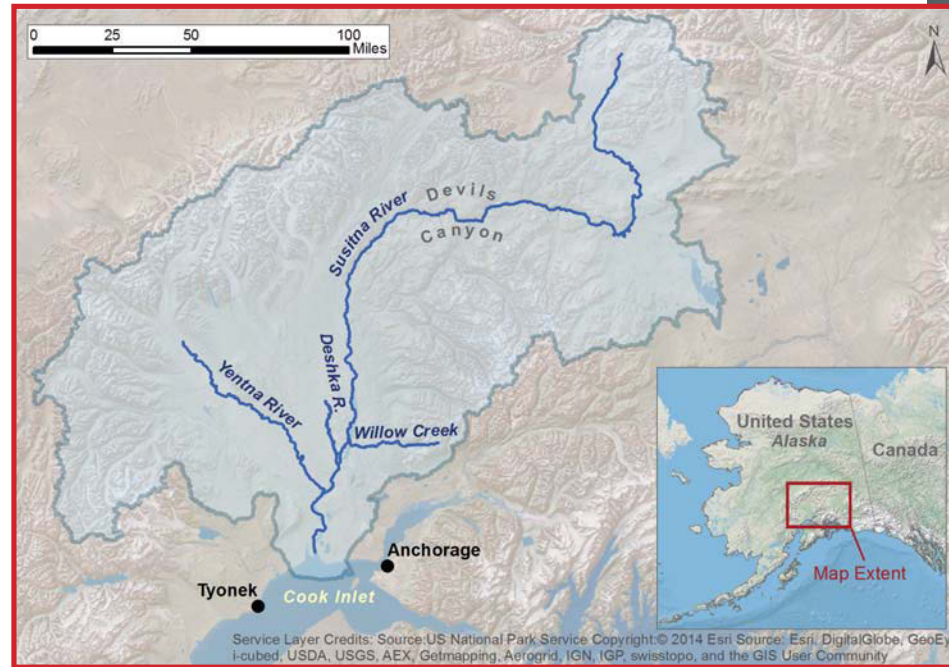 0 25 50 100
Miles
N
Devils
Canyon
Susitna River
Deshka R.
Yentna River
Willow Creek
United States
Alaska
Canada
Map Extent
Anchorage
Tyonek
Cook Inlet
Service Layer Credits: Source:US National Park Service Copyright:© 2014 Esri Source: Esri, DigitalGlobe, GeoEy
i-cubed, USDA, USGS, AEX, Getmapping, Aerogrid, IGN, IGP, swisstopo, and the GIS User Community